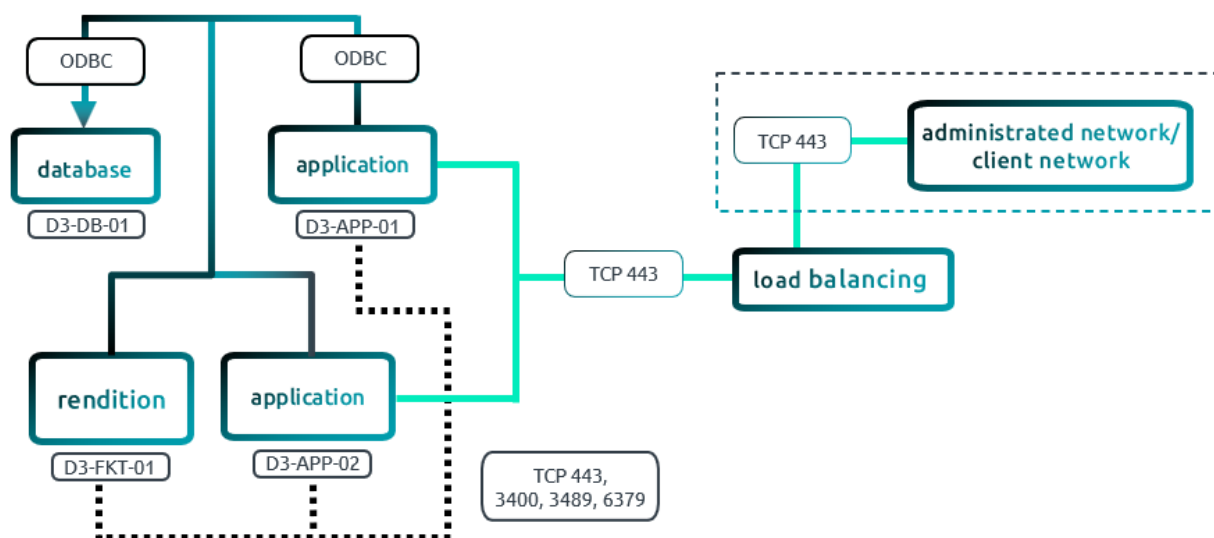 ODBC
ODBC
database
D3-DB-01
application
D3-APP-01
TCP 443
administrated network/
client network
TCP 443
load balancing
rendition
D3-FKT-01
application
D3-APP-02
TCP 443,
3400, 3489, 6379